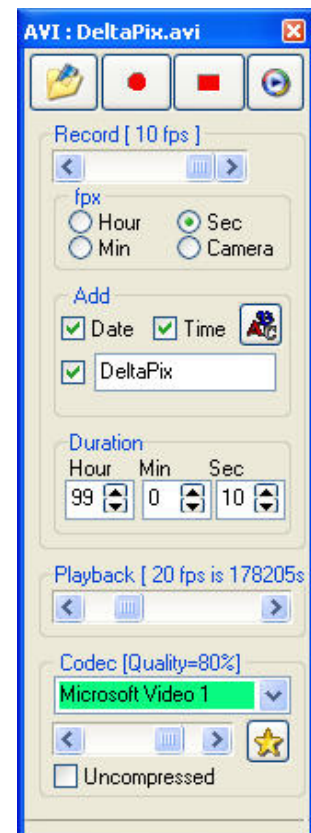 AVI : DeltaPix.avi
Record [ 10 fps ]
fpx
Hour Sec
Min Camera
Add
Date Time
DeltaPix
Duration
Hour Min Sec
99 0 10
Playback [ 20 fps is 178205s
Codec [Quality=80%]
Microsoft Video 1
Uncompressed